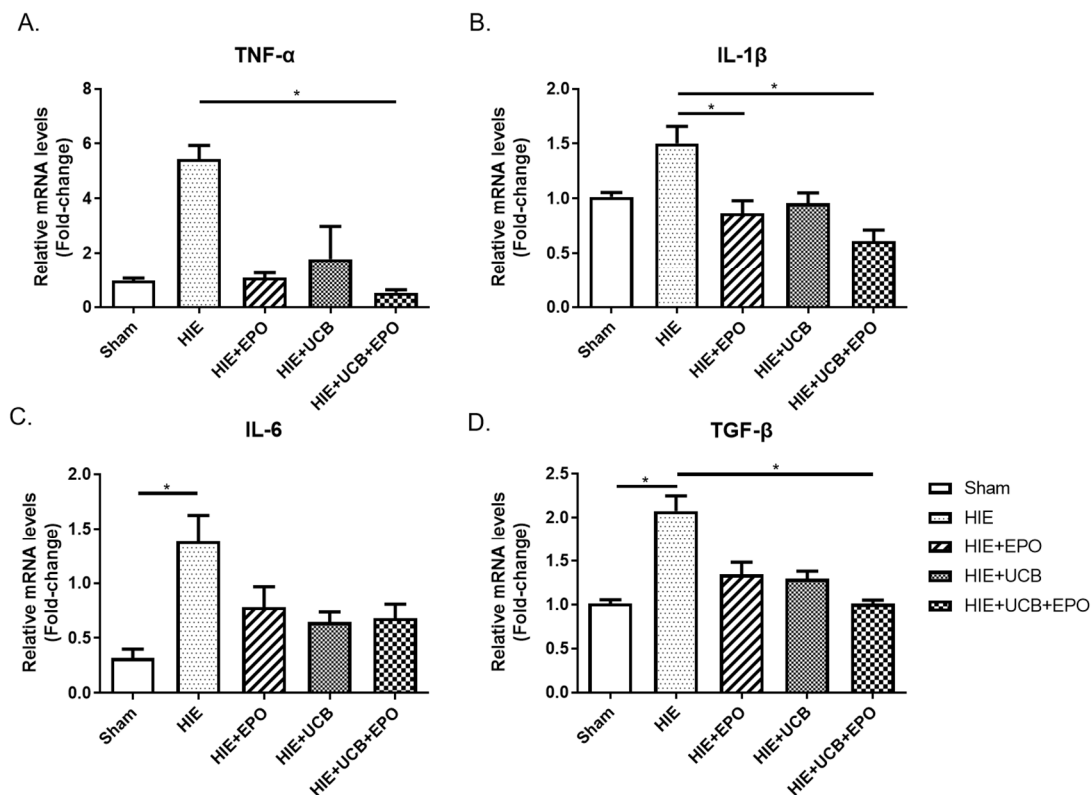 A.
TNF-α
Relative mRNA levels
(Fold-change)
8
6
4
2
0
*
Sham
HIE
HIE+EPO
HIE+UCB
HIE+UCB+EPO
B.
IL-1β
Relative mRNA levels
(Fold-change)
2.0
1.5
1.0
0.5
0.0
*
*
Sham
HIE
HIE+EPO
HIE+UCB
HIE+UCB+EPO
C.
IL-6
Relative mRNA levels
(Fold-change)
2.0
1.5
1.0
0.5
0.0
*
Sham
HIE
HIE+EPO
HIE+UCB
HIE+UCB+EPO
D.
TGF-β
Relative mRNA levels
(Fold-change)
2.5
2.0
1.5
1.0
0.5
0.0
*
*
Sham
HIE
HIE+EPO
HIE+UCB
HIE+UCB+EPO
Sham
HIE
HIE+EPO
HIE+UCB
HIE+UCB+EPO